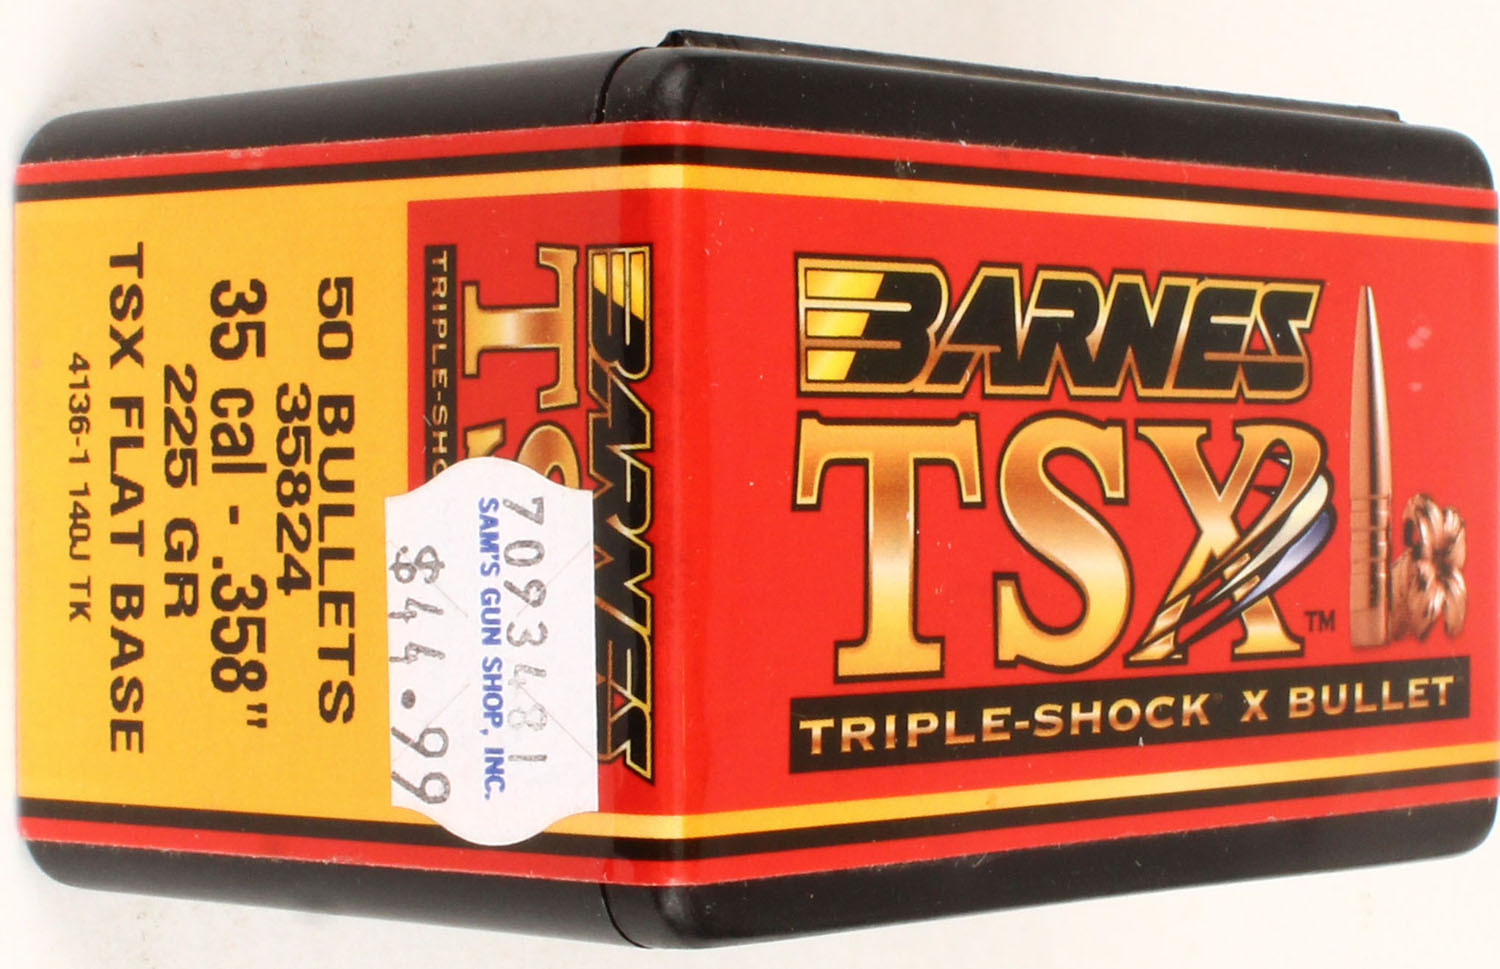 BARNES
TSX
TM
TRIPLE-SHOCK X BULLET
BARNES
TRIPLE-SHOC
50 BULLETS
35824
35 cal - .358"
225 GR
TSX FLAT BASE
4136-1 140J TK
7093481
SAM'S GUN SHOP, INC.
$44.99